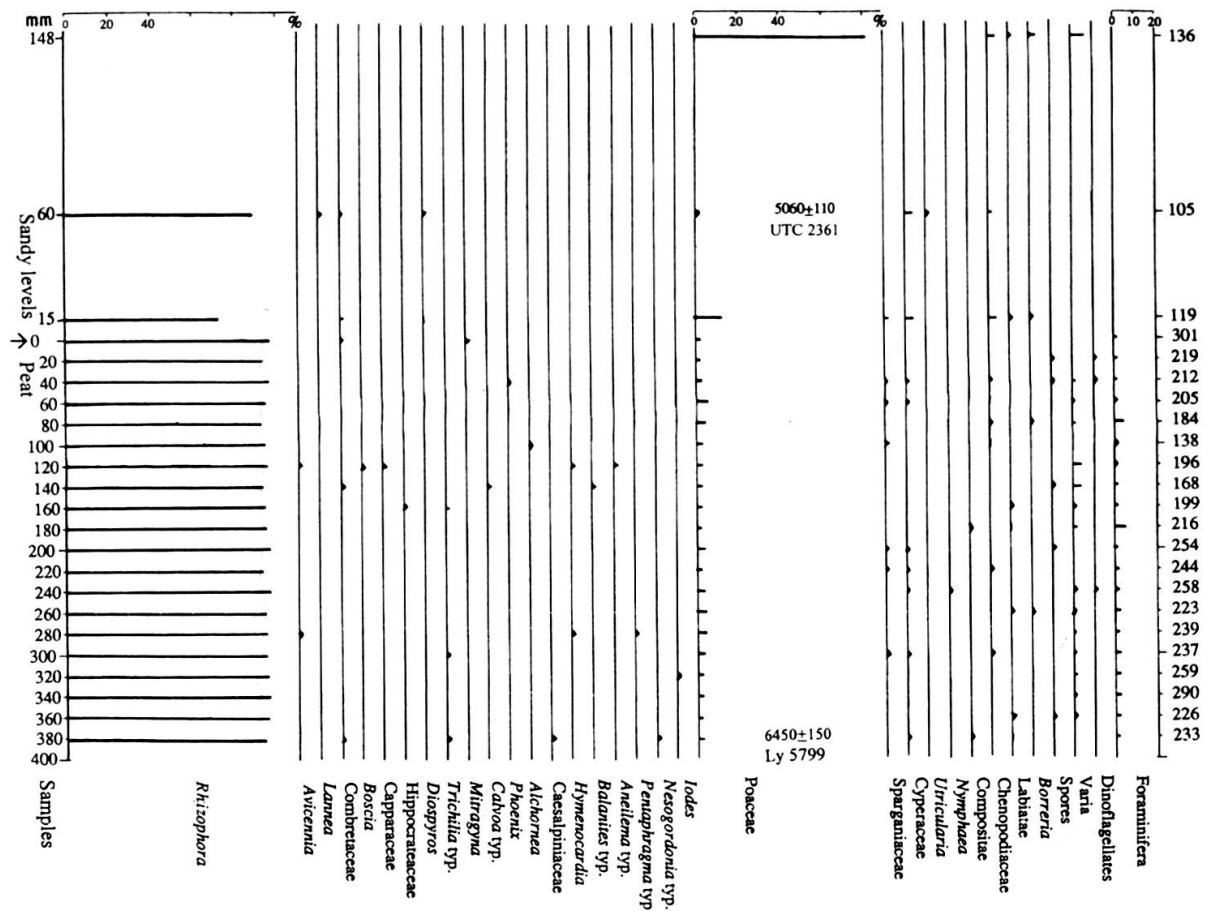 mm
0 20 40 %
0 20 40 %
0 10 20
148
136
60
5060±110
105
UTC 2361
15
119
→ 0
301
20
219
40
212
60
205
80
184
100
138
120
196
140
168
160
199
180
216
200
254
220
244
240
258
260
223
280
239
300
237
320
259
340
290
360
226
380
6450±150
233
400
Ly 5799
Sandy levels
Peat
Samples
Rhizophora
Avicennia
Lannea
Combretaceae
Boscia
Capparaceae
Hippocrateaceae
Diospyros
Trichilia typ.
Mitragyna
Calvoa typ.
Phoenix
Alchornea
Caesalpiniaceae
Hymenocardia
Balanites typ.
Aneilema typ.
Pentaphragma typ
Nesogordonia typ.
Iodes
Poaceae
Sparganiaceae
Cyperaceae
Utricularia
Nymphaea
Compositae
Chenopodiaceae
Labiatae
Borreria
Spores
Varia
Dinoflagellates
Foraminifera